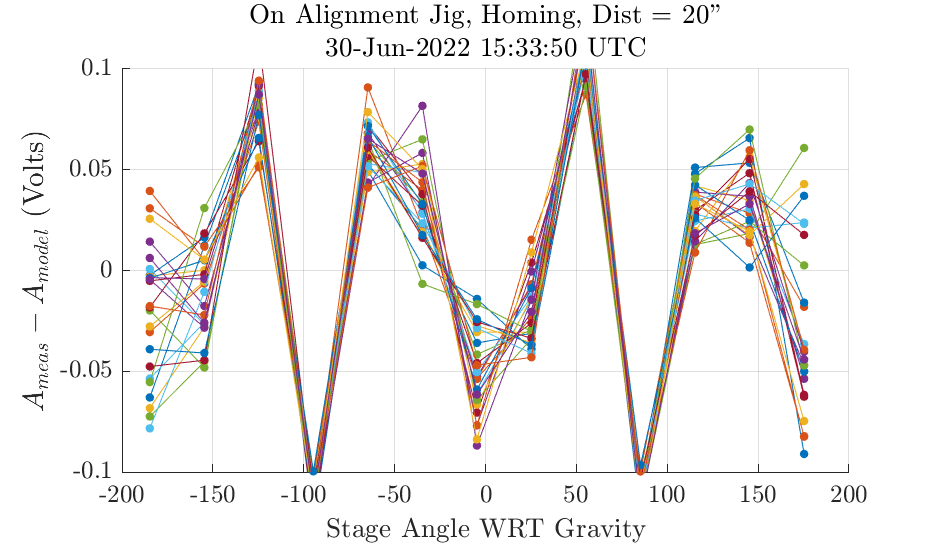 On Alignment Jig, Homing, Dist = 20”
30-Jun-2022 15:33:50 UTC
A_meas − A_model (Volts)
0.1
0.05
0
-0.05
-0.1
-200 -150 -100 -50 0 50 100 150 200
Stage Angle WRT Gravity